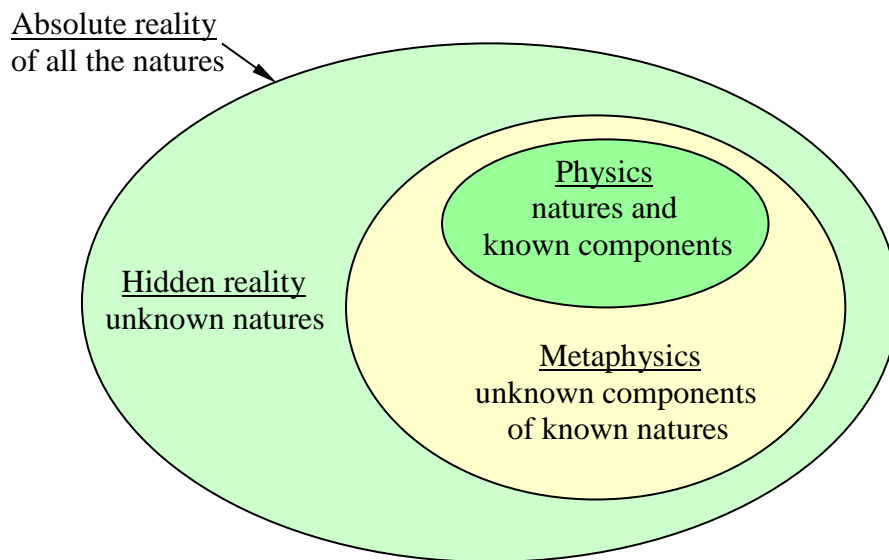 Absolute reality
of all the natures
Physics
natures and
known components
Hidden reality
unknown natures
Metaphysics
unknown components
of known natures